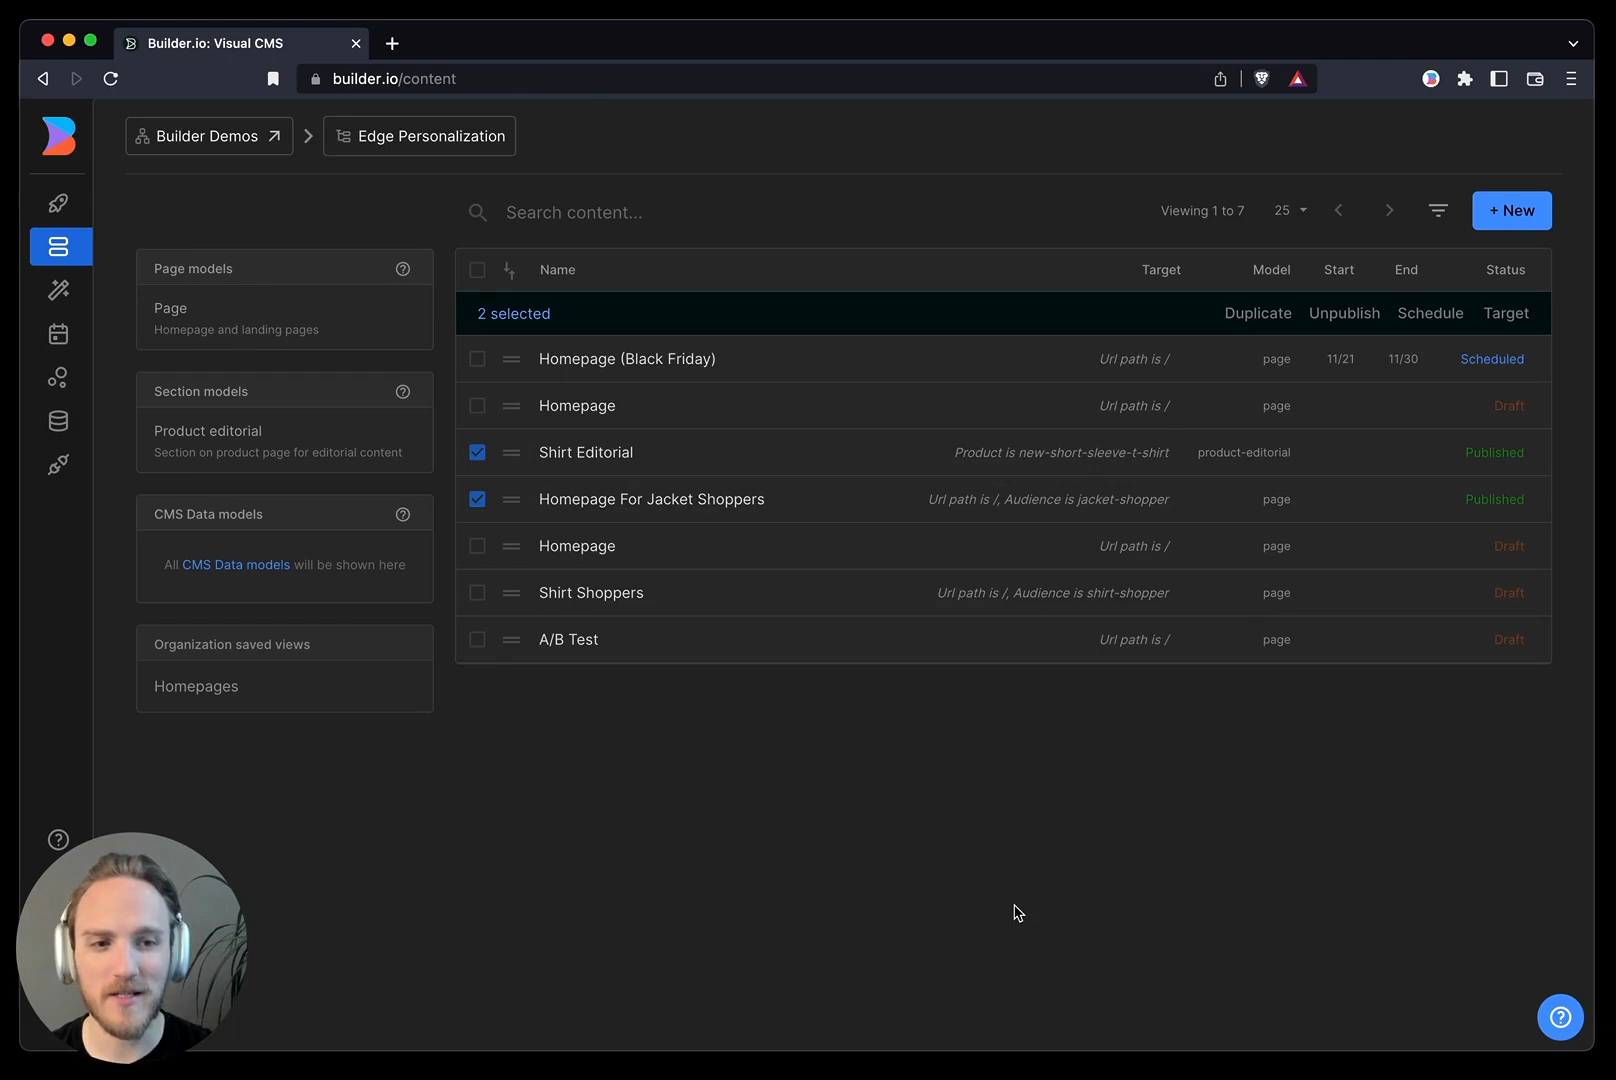 Builder.io: Visual CMS
builder.io/content
Builder Demos
Edge Personalization
Search content...
Viewing 1 to 7
25
+ New
Page models
Page
Homepage and landing pages
Section models
Product editorial
Section on product page for editorial content
CMS Data models
All CMS Data models will be shown here
Organization saved views
Homepages
Name Target Model Start End Status
2 selected Duplicate Unpublish Schedule Target
Homepage (Black Friday) Url path is / page 11/21 11/30 Scheduled
Homepage Url path is / page Draft
Shirt Editorial Product is new-short-sleeve-t-shirt product-editorial Published
Homepage For Jacket Shoppers Url path is /, Audience is jacket-shopper page Published
Homepage Url path is / page Draft
Shirt Shoppers Url path is /, Audience is shirt-shopper page Draft
A/B Test Url path is / page Draft